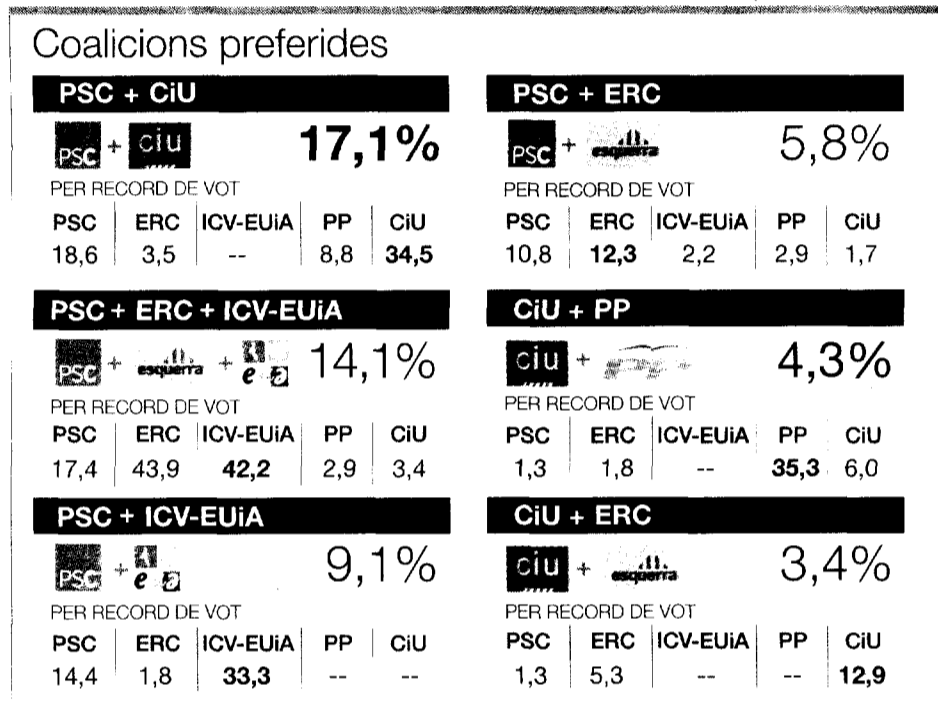 Coalicions preferides
PSC + CiU
PSC + ciu 17,1%
PER RECORD DE VOT
PSC ERC ICV-EUiA PP CiU
18,6 3,5 -- 8,8 34,5
PSC + ERC + ICV-EUiA
PSC + esquerra + e a 14,1%
PER RECORD DE VOT
PSC ERC ICV-EUiA PP CiU
17,4 43,9 42,2 2,9 3,4
PSC + ICV-EUiA
PSC + e a 9,1%
PER RECORD DE VOT
PSC ERC ICV-EUiA PP CiU
14,4 1,8 33,3 -- --
PSC + ERC
PSC + esquerra 5,8%
PER RECORD DE VOT
PSC ERC ICV-EUiA PP CiU
10,8 12,3 2,2 2,9 1,7
CiU + PP
ciu + 4,3%
PER RECORD DE VOT
PSC ERC ICV-EUiA PP CiU
1,3 1,8 -- 35,3 6,0
CiU + ERC
ciu + esquerra 3,4%
PER RECORD DE VOT
PSC ERC ICV-EUiA PP CiU
1,3 5,3 -- -- 12,9